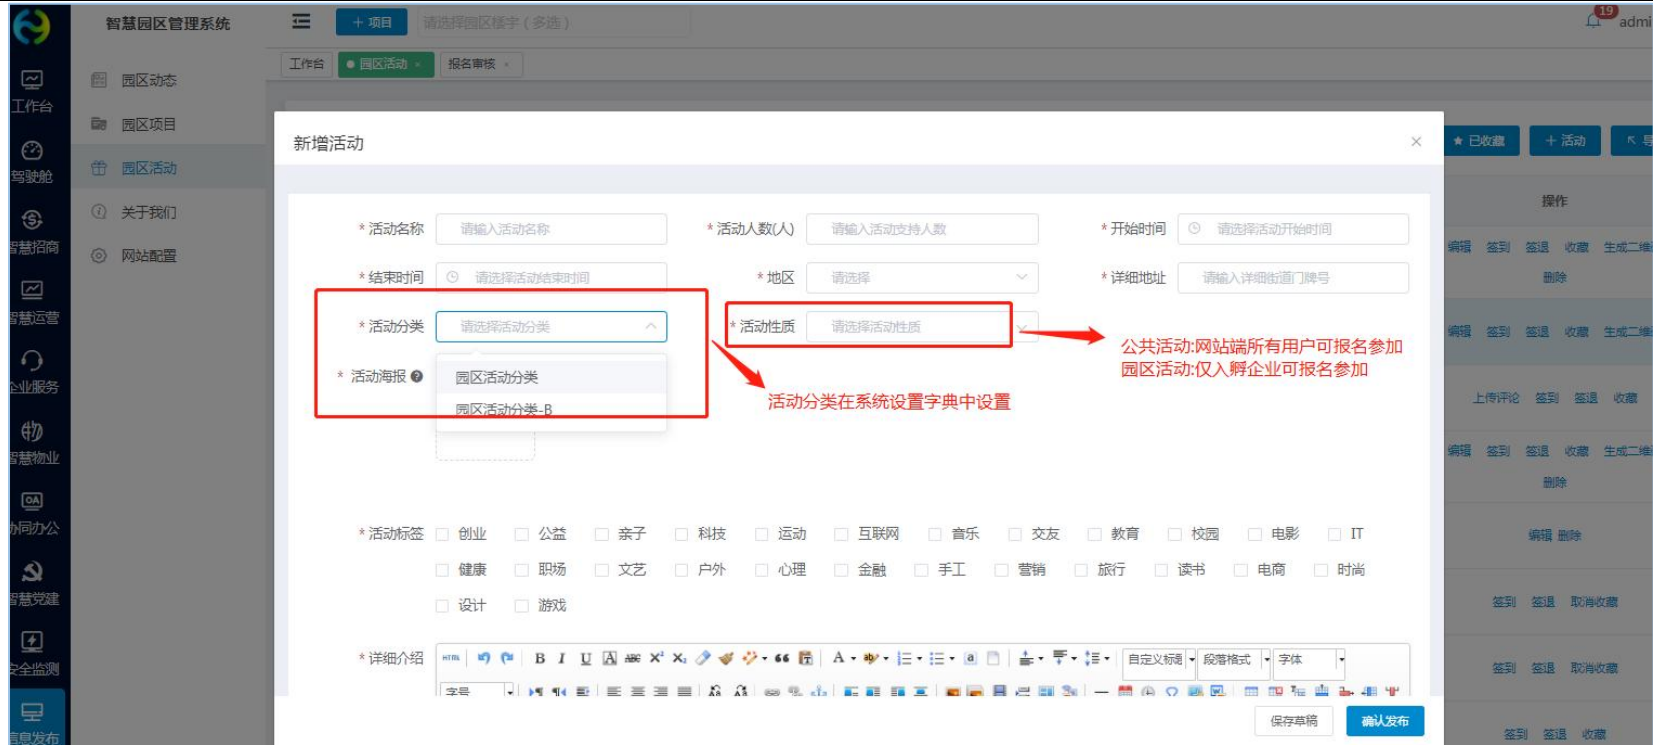 智慧园区管理系统
+ 项目
请选择园区楼宇（多选）
19
admi
工作台
园区活动 ×
报名审核 ×
工作台
驾驶舱
智慧招商
智慧运营
企业服务
智慧物业
OA
协同办公
智慧党建
安全监测
信息发布
园区动态
园区项目
园区活动
关于我们
网站配置
新增活动 ×
* 活动名称 请输入活动名称
* 活动人数(人) 请输入活动支持人数
* 开始时间 请选择活动开始时间
* 结束时间 请选择活动结束时间
* 地区 请选择
* 详细地址 请输入详细街道门牌号
* 活动分类 请选择活动分类
* 活动性质 请选择活动性质
公共活动:网站端所有用户可报名参加
园区活动:仅入孵企业可报名参加
* 活动海报
园区活动分类
园区活动分类-B
活动分类在系统设置字典中设置
* 活动标签 创业 公益 亲子 科技 运动 互联网 音乐 交友 教育 校园 电影 IT
健康 职场 文艺 户外 心理 金融 手工 营销 旅行 读书 电商 时尚
设计 游戏
* 详细介绍
HTML B I U A ABC X² X₂ A ab a 自定义标题 段落格式 字体
字号
保存草稿 确认发布
★ 已收藏 + 活动 导
操作
编辑 签到 签退 收藏 生成二维
删除
编辑 签到 签退 收藏 生成二维
上传评论 签到 签退 收藏
编辑 签到 签退 收藏 生成二维
删除
编辑 删除
签到 签退 取消收藏
签到 签退 取消收藏
签到 签退 收藏